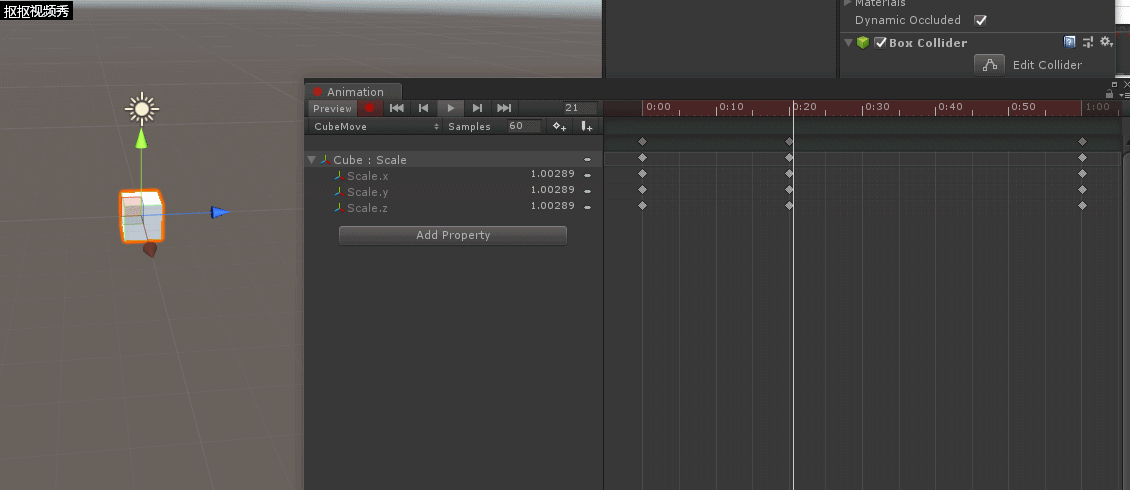 抠抠视频秀
Materials
Dynamic Occluded
Box Collider
Edit Collider
Animation
Preview 21 0:00 0:10 0:20 0:30 0:40 0:50 1:00
CubeMove Samples 60
Cube : Scale
Scale.x 1.00289
Scale.y 1.00289
Scale.z 1.00289
Add Property